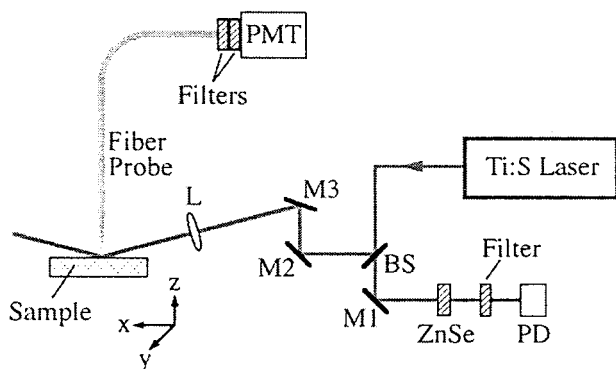 PMT
Filters
Fiber
Probe
Ti:S Laser
L
M3
M2
BS
Filter
M1
ZnSe
PD
Sample
z
x
y